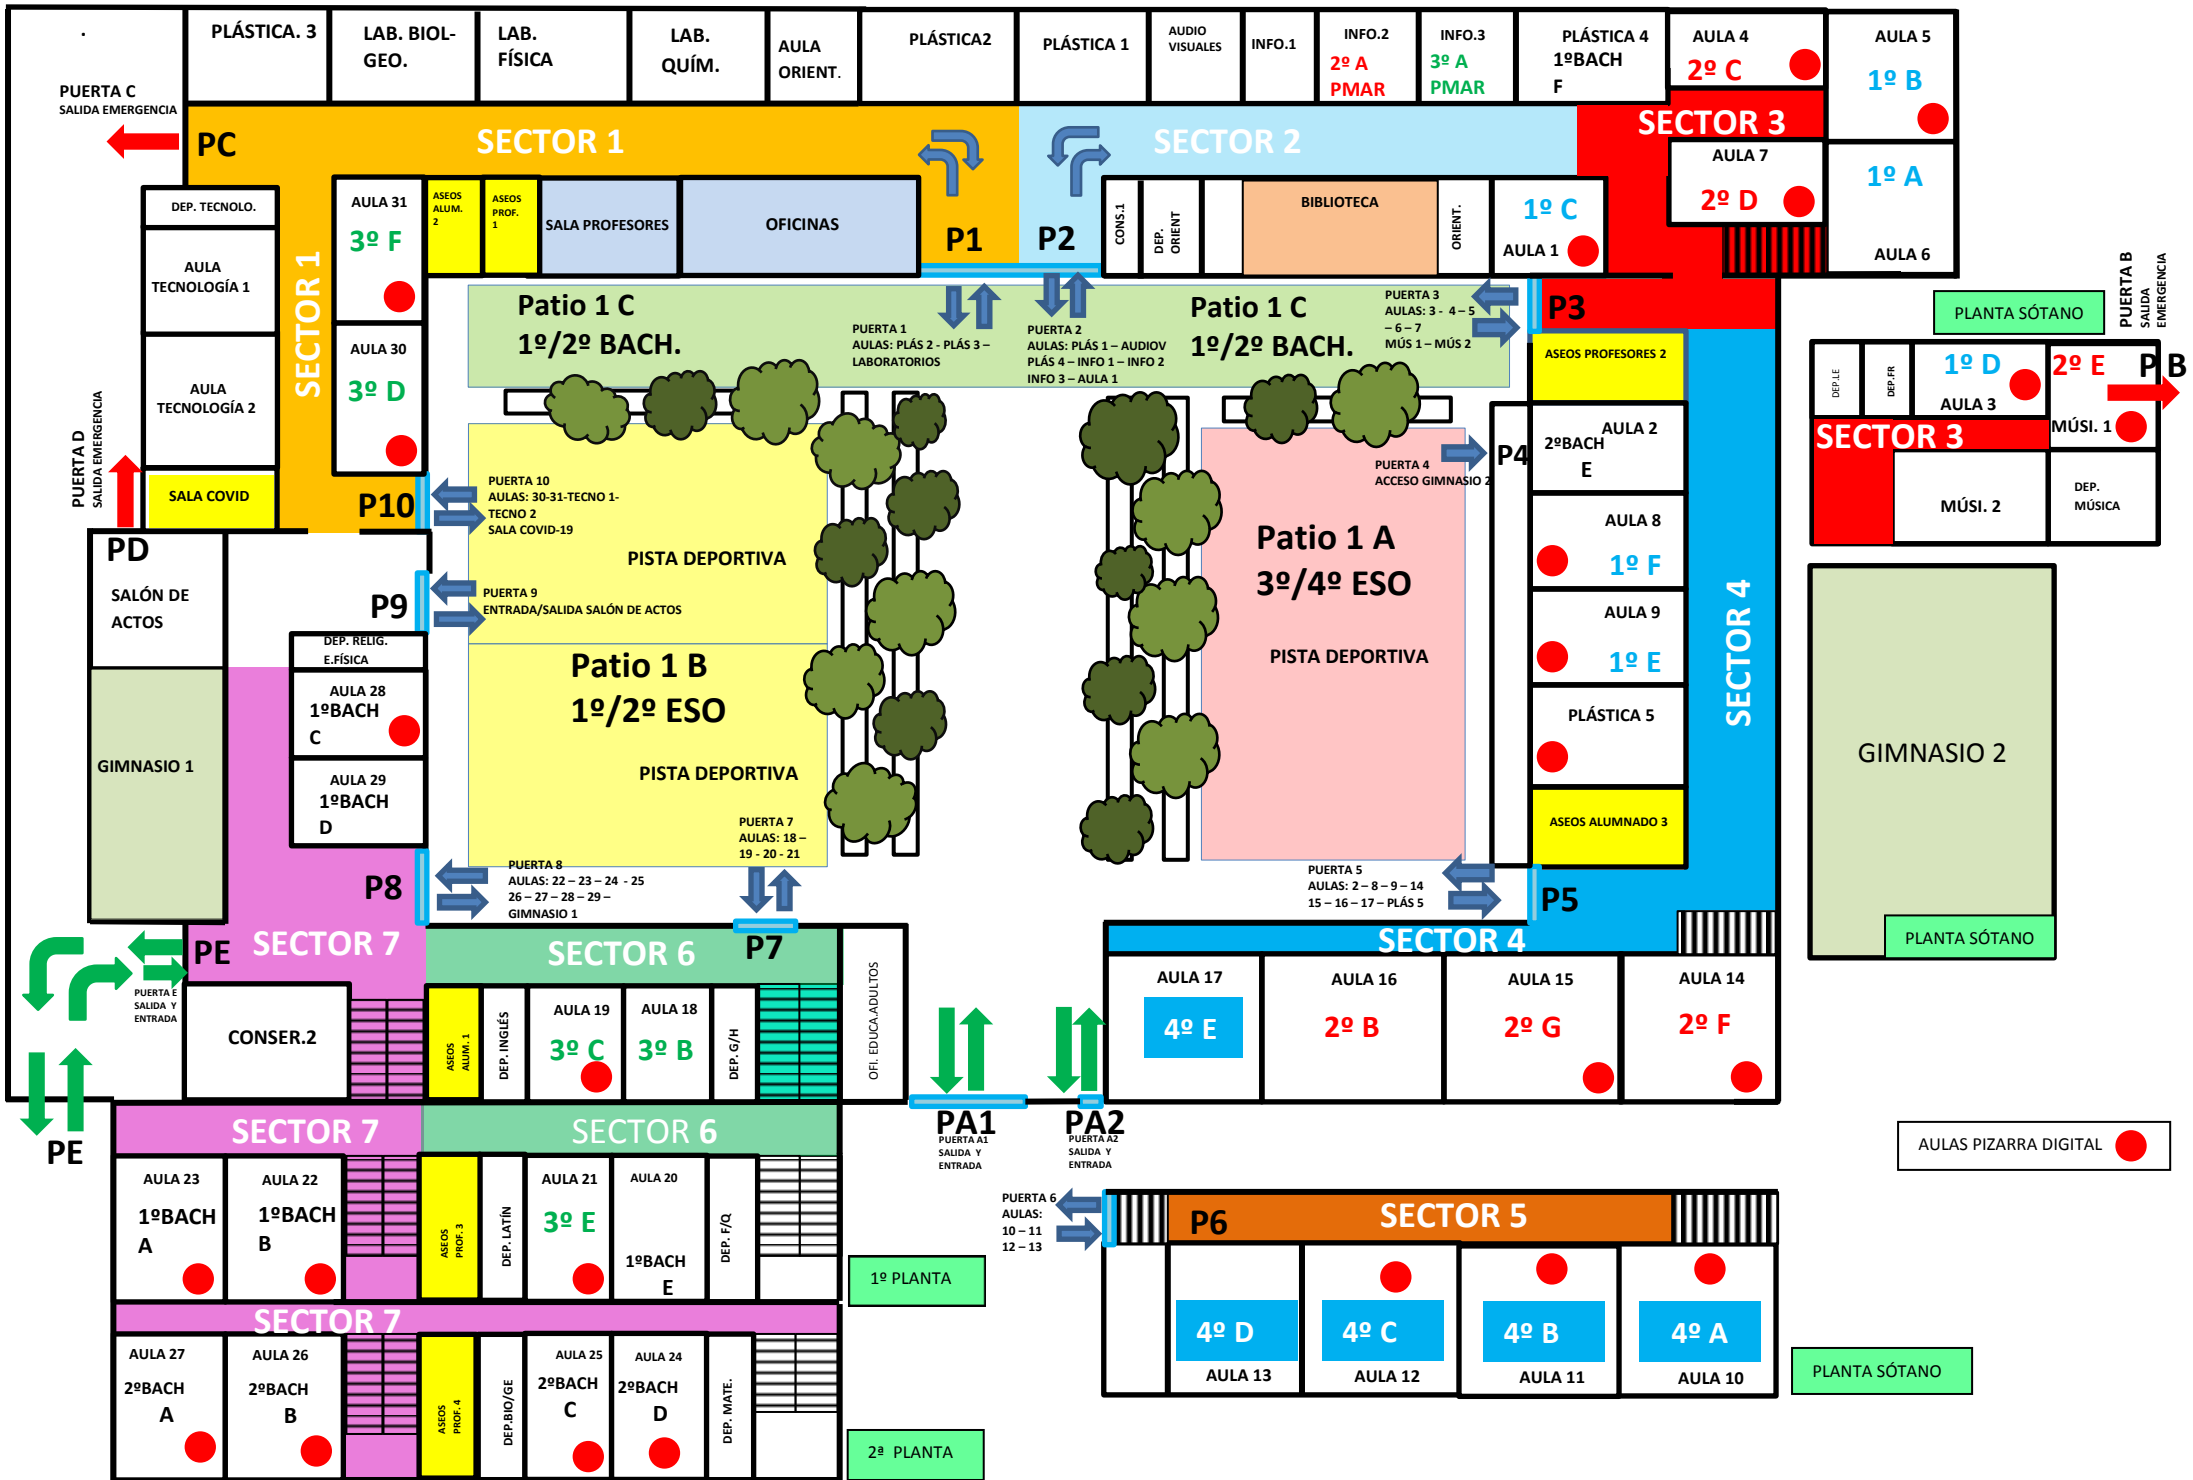 .
PLÁSTICA. 3
LAB. BIOL-
GEO.
LAB.
FÍSICA
LAB.
QUÍM.
AULA
ORIENT.
PLÁSTICA2
PLÁSTICA 1
AUDIO
VISUALES
INFO.1
INFO.2
2º A
PMAR
INFO.3
3º A
PMAR
PLÁSTICA 4
1ºBACH
F
AULA 4
2º C
AULA 5
1º B
PUERTA C
SALIDA EMERGENCIA
PC
SECTOR 1
SECTOR 2
SECTOR 3
AULA 7
2º D
1º A
AULA 6
DEP. TECNOLO.
AULA
TECNOLOGÍA 1
AULA
TECNOLOGÍA 2
SALA COVID
SECTOR 1
AULA 31
3º F
AULA 30
3º D
ASEOS
ALUM.
2
ASEOS
PROF.
1
SALA PROFESORES
OFICINAS
P1
P2
CONS.1
DEP.
ORIENT
BIBLIOTECA
ORIENT.
1º C
AULA 1
Patio 1 C
1º/2º BACH.
PUERTA 1
AULAS: PLÁS 2 - PLÁS 3 –
LABORATORIOS
PUERTA 2
AULAS: PLÁS 1 – AUDIOV
PLÁS 4 – INFO 1 – INFO 2
INFO 3 – AULA 1
Patio 1 C
1º/2º BACH.
PUERTA 3
AULAS: 3 - 4 – 5
– 6 – 7
MÚS 1 – MÚS 2
P3
PLANTA SÓTANO
PUERTA B
SALIDA
EMERGENCIA
DEP.LE
DEP.FR
1º D
AULA 3
2º E
P B
MÚSI. 1
SECTOR 3
MÚSI. 2
DEP.
MÚSICA
ASEOS PROFESORES 2
PUERTA 4
ACCESO GIMNASIO 2
P4
AULA 2
2ºBACH
E
AULA 8
1º F
AULA 9
1º E
PLÁSTICA 5
ASEOS ALUMNADO 3
SECTOR 4
GIMNASIO 2
PLANTA SÓTANO
PUERTA D
SALIDA EMERGENCIA
PD
SALÓN DE
ACTOS
P10
PUERTA 10
AULAS: 30-31-TECNO 1-
TECNO 2
SALA COVID-19
PISTA DEPORTIVA
P9
PUERTA 9
ENTRADA/SALIDA SALÓN DE ACTOS
Patio 1 B
1º/2º ESO
PISTA DEPORTIVA
Patio 1 A
3º/4º ESO
PISTA DEPORTIVA
DEP. RELIG.
E.FÍSICA
AULA 28
1ºBACH
C
AULA 29
1ºBACH
D
GIMNASIO 1
P8
PUERTA 8
AULAS: 22 – 23 – 24 - 25
26 – 27 – 28 – 29 –
GIMNASIO 1
PUERTA 7
AULAS: 18 –
19 - 20 - 21
P7
PUERTA 5
AULAS: 2 – 8 – 9 – 14
15 – 16 – 17 – PLÁS 5
P5
PE
PUERTA E
SALIDA Y
ENTRADA
SECTOR 7
SECTOR 6
SECTOR 4
CONSER.2
ASEOS
ALUM. 1
DEP. INGLÉS
AULA 19
3º C
AULA 18
3º B
DEP. G/H
OFI. EDUCA.ADULTOS
AULA 17
4º E
AULA 16
2º B
AULA 15
2º G
AULA 14
2º F
PE
SECTOR 7
SECTOR 6
PA1
PUERTA A1
SALIDA Y
ENTRADA
PA2
PUERTA A2
SALIDA Y
ENTRADA
AULAS PIZARRA DIGITAL
AULA 23
1ºBACH
A
AULA 22
1ºBACH
B
ASEOS
PROF. 3
DEP. LATÍN
AULA 21
3º E
AULA 20
1ºBACH
E
DEP. F/Q
1º PLANTA
PUERTA 6
AULAS:
10 – 11
12 – 13
P6
SECTOR 5
4º D
AULA 13
4º C
AULA 12
4º B
AULA 11
4º A
AULA 10
PLANTA SÓTANO
SECTOR 7
AULA 27
2ºBACH
A
AULA 26
2ºBACH
B
ASEOS
PROF. 4
DEP.BIO/GE
AULA 25
2ºBACH
C
AULA 24
2ºBACH
D
DEP. MATE.
2ª PLANTA